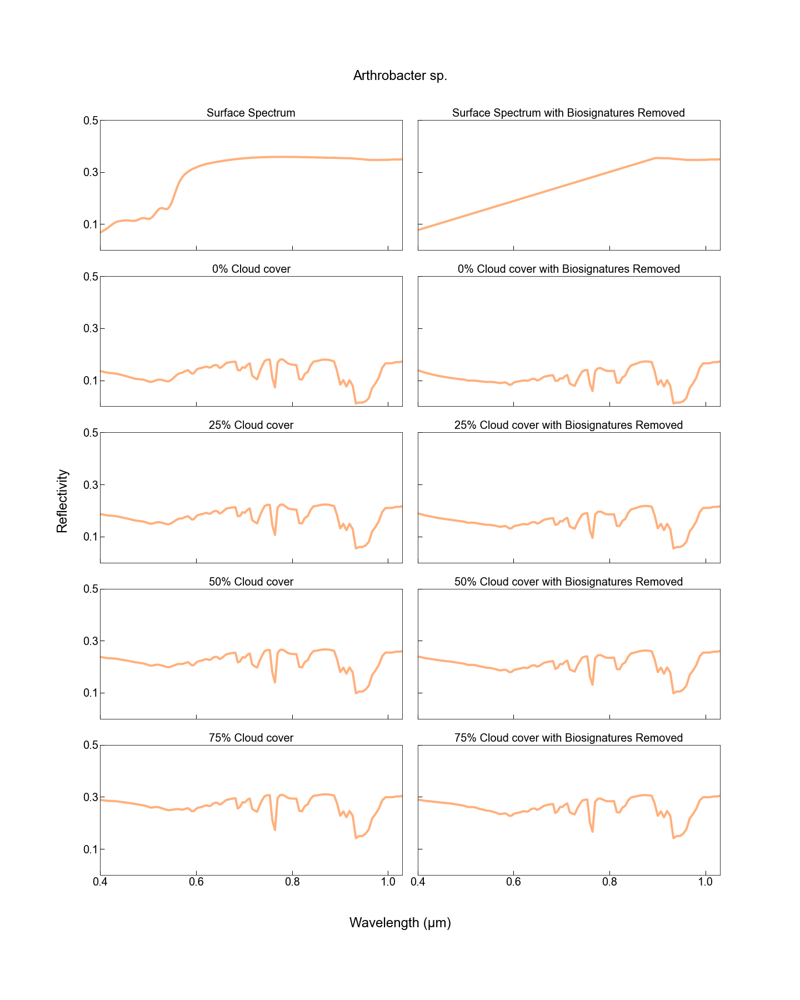 Arthrobacter sp.
Surface Spectrum
Surface Spectrum with Biosignatures Removed
0.5
0.3
0.1
0% Cloud cover
0% Cloud cover with Biosignatures Removed
0.5
0.3
0.1
25% Cloud cover
25% Cloud cover with Biosignatures Removed
0.5
0.3
0.1
Reflectivity
50% Cloud cover
50% Cloud cover with Biosignatures Removed
0.5
0.3
0.1
75% Cloud cover
75% Cloud cover with Biosignatures Removed
0.5
0.3
0.1
0.4 0.6 0.8 1.0
0.4 0.6 0.8 1.0
Wavelength (μm)